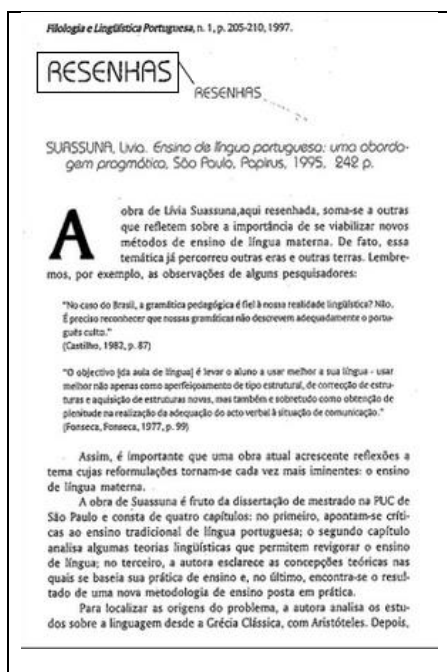 Filologia e Lingüística Portuguesa, n. 1, p. 205-210, 1997.
RESENHAS
RESENHAS
SUASSUNA, Livia. Ensino de língua portuguesa: uma aborda-
gem pragmática, São Paulo, Papirus, 1995. 242 p.
A obra de Lívia Suassuna,aqui resenhada, soma-se a outras
que refletem sobre a importância de se viabilizar novos
métodos de ensino de língua materna. De fato, essa
temática já percorreu outras eras e outras terras. Lembre-
mos, por exemplo, as observações de alguns pesquisadores:
"No caso do Brasil, a gramática pedagógica é fiel à nossa realidade lingüística? Não.
É preciso reconhecer que nossas gramáticas não descrevem adequadamente o portu-
guês culto."
(Castilho, 1982, p. 87)
"O objectivo [da aula de língua] é levar o aluno a usar melhor a sua língua - usar
melhor não apenas como aperfeiçoamento de tipo estrutural, de correcção de estru-
turas e aquisição de estruturas novas, mas também e sobretudo como obtenção de
plenitude na realização da adequação do acto verbal à situação de comunicação."
(Fonseca, Fonseca, 1977, p. 99)
Assim, é importante que uma obra atual acrescente reflexões a
tema cujas reformulações tornam-se cada vez mais iminentes: o ensino
de língua materna.
A obra de Suassuna é fruto da dissertação de mestrado na PUC de
São Paulo e consta de quatro capítulos: no primeiro, apontam-se críti-
cas ao ensino tradicional de língua portuguesa; o segundo capítulo
analisa algumas teorias lingüísticas que permitem revigorar o ensino
de língua; no terceiro, a autora esclarece as concepções teóricas nas
quais se baseia sua prática de ensino e, no último, encontra-se o resul-
tado de uma nova metodologia de ensino posta em prática.
Para localizar as origens do problema, a autora analisa os estu-
dos sobre a linguagem desde a Grécia Clássica, com Aristóteles. Depois,